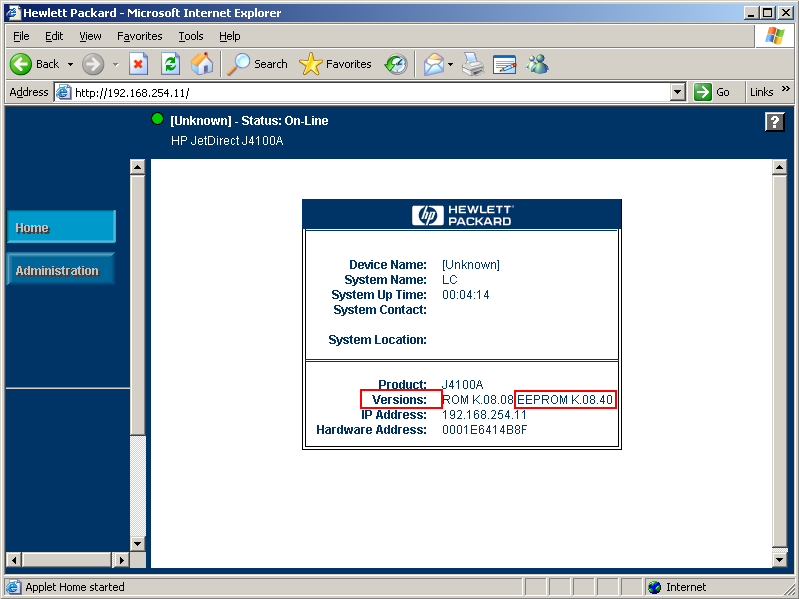 Hewlett Packard - Microsoft Internet Explorer
File Edit View Favorites Tools Help
Back Search Favorites
Address http://192.168.254.11/ Go Links »
[Unknown] - Status: On-Line ?
HP JetDirect J4100A
Home
Administration
hp HEWLETT®
PACKARD
Device Name: [Unknown]
System Name: LC
System Up Time: 00:04:14
System Contact:
System Location:
Product: J4100A
Versions: ROM K.08.08 EEPROM K.08.40
IP Address: 192.168.254.11
Hardware Address: 0001E6414B8F
Applet Home started Internet